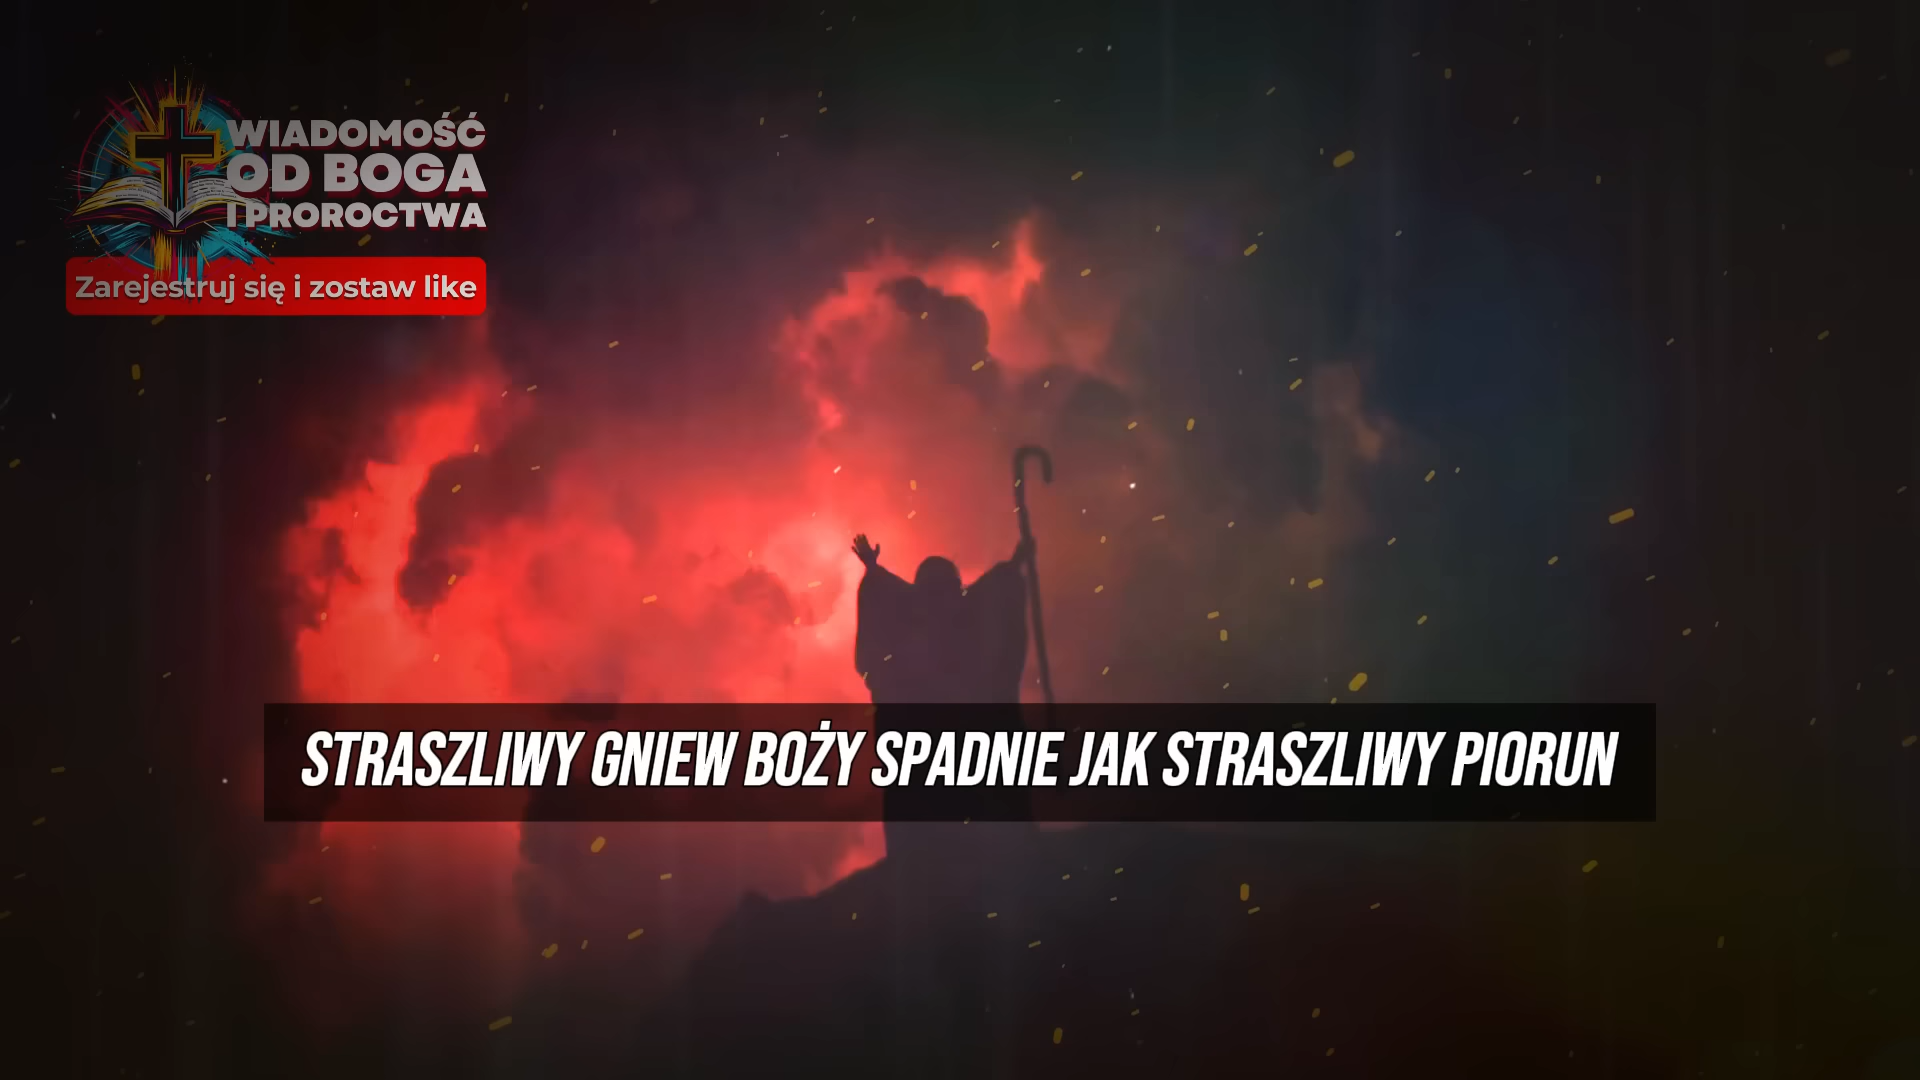 WIADOMOŚĆ
OD BOGA
I PROROCTWA
Zarejestruj się i zostaw like
STRASZLIWY GNIEW BOŻY SPADNIE JAK STRASZLIWY PIORUN